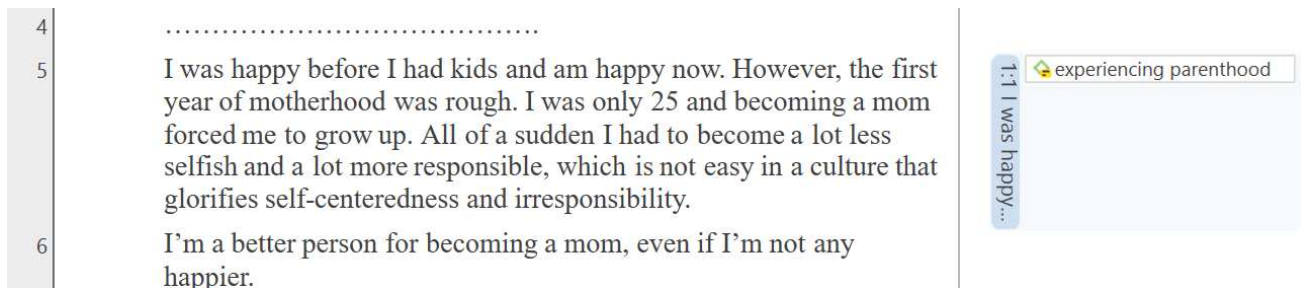 4
…………………………………….
5
I was happy before I had kids and am happy now. However, the first
year of motherhood was rough. I was only 25 and becoming a mom
forced me to grow up. All of a sudden I had to become a lot less
selfish and a lot more responsible, which is not easy in a culture that
glorifies self-centeredness and irresponsibility.
6
I’m a better person for becoming a mom, even if I’m not any
happier.
1:1 I was happy...
experiencing parenthood